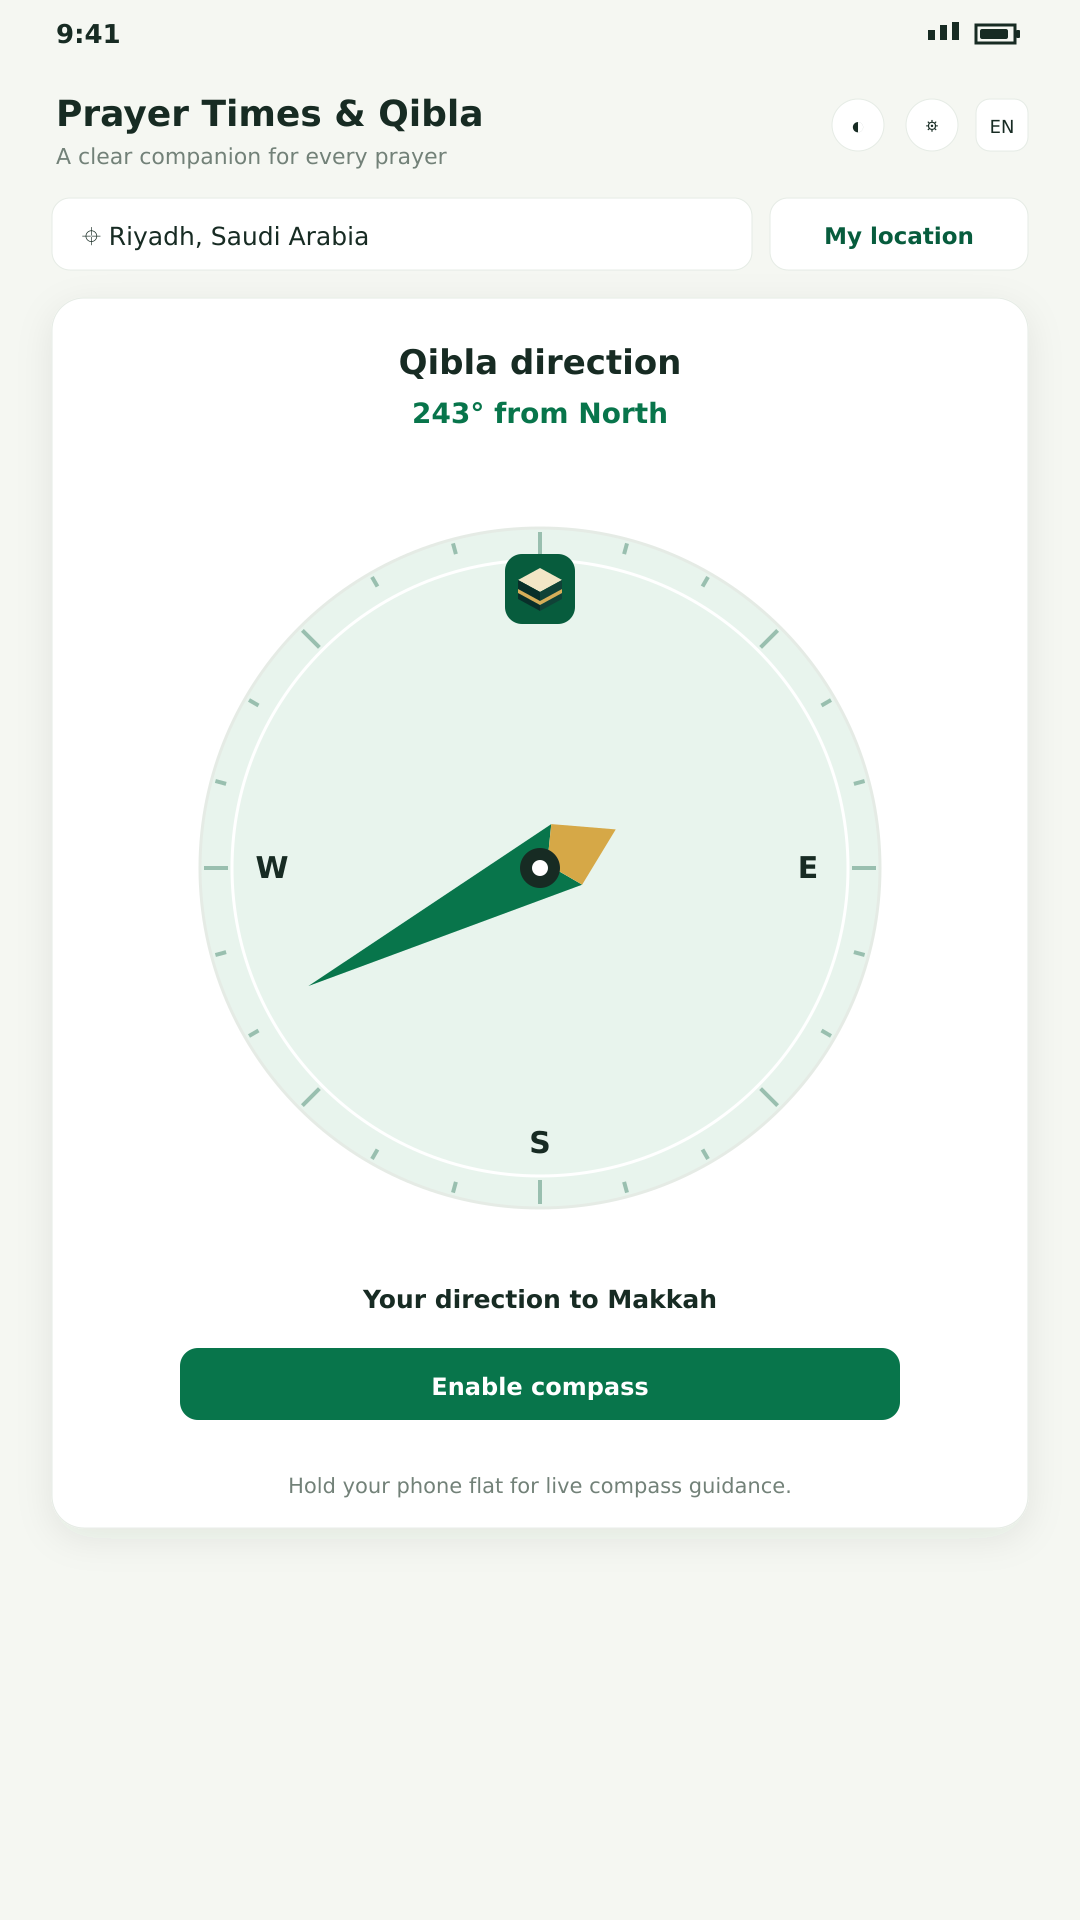 9:41
Prayer Times & Qibla
A clear companion for every prayer
EN
Riyadh, Saudi Arabia
My location
Qibla direction
243° from North
W
E
S
Your direction to Makkah
Enable compass
Hold your phone flat for live compass guidance.